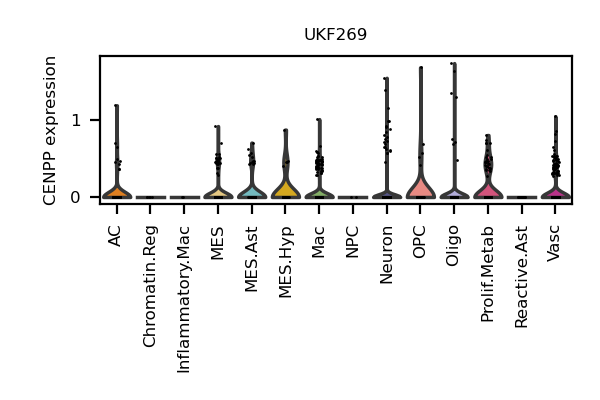 UKF269
CENPP expression
1
0
AC
Chromatin.Reg
Inflammatory.Mac
MES
MES.Ast
MES.Hyp
Mac
NPC
Neuron
OPC
Oligo
Prolif.Metab
Reactive.Ast
Vasc